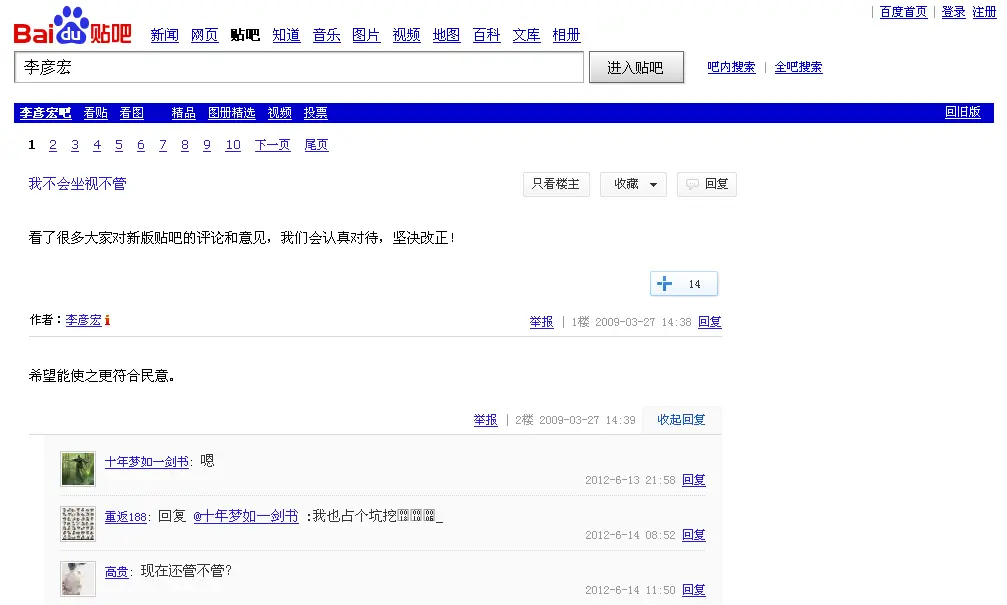 百度首页 | 登录 注册
Bai du 贴吧 新闻 网页 贴吧 知道 音乐 图片 视频 地图 百科 文库 相册
李彦宏 进入贴吧 吧内搜索 | 全吧搜索
李彦宏吧 看贴 看图 精品 图册精选 视频 投票 回旧版
1 2 3 4 5 6 7 8 9 10 下一页 尾页
我不会坐视不管 只看楼主 收藏 回复
看了很多大家对新版贴吧的评论和意见，我们会认真对待，坚决改正！
14
作者：李彦宏 举报 | 1楼 2009-03-27 14:38 回复
希望能使之更符合民意。
举报 | 2楼 2009-03-27 14:39 收起回复
十年梦如一剑书: 嗯
2012-6-13 21:58 回复
重返188: 回复 @十年梦如一剑书 :我也占个坑挖_
2012-6-14 08:52 回复
高贵: 现在还管不管?
2012-6-14 11:50 回复